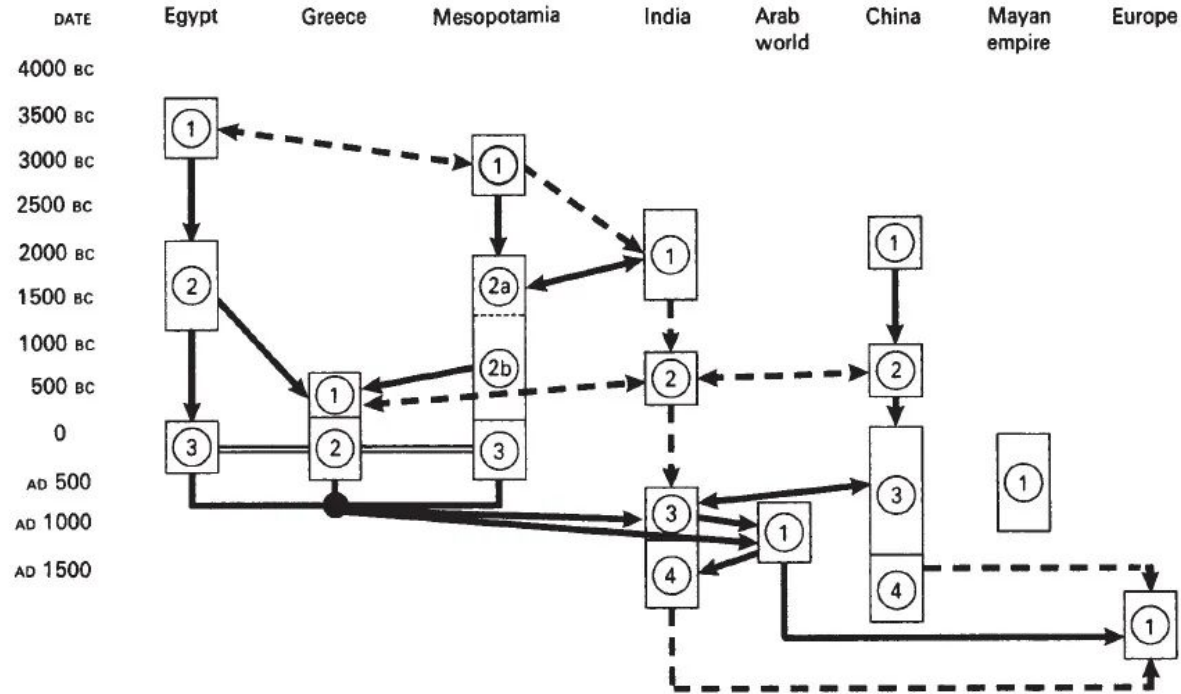 DATE Egypt Greece Mesopotamia India Arab world China Mayan empire Europe
4000 BC
3500 BC
1
3000 BC
1
2500 BC
2000 BC
1
1
1500 BC
2
2a
1000 BC
2b
2
2
500 BC
1
0
3
2
3
AD 500
3
1
AD 1000
3
1
AD 1500
4
4
1